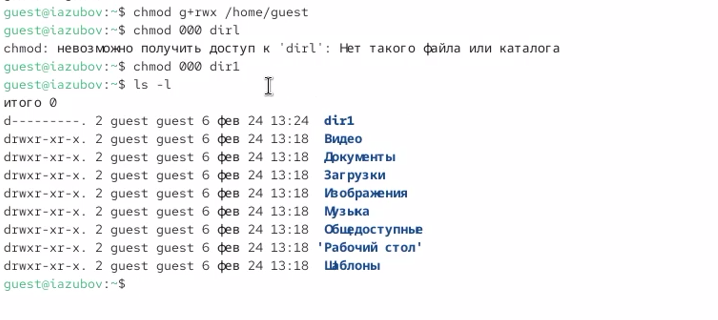 guest@iazubov:~$ chmod g+rwx /home/guest
guest@iazubov:~$ chmod 000 dirl
chmod: невозможно получить доступ к 'dirl': Нет такого файла или каталога
guest@iazubov:~$ chmod 000 dir1
guest@iazubov:~$ ls -l
итого 0
d---------. 2 guest guest 6 фев 24 13:24  dir1
drwxr-xr-x. 2 guest guest 6 фев 24 13:18  Видео
drwxr-xr-x. 2 guest guest 6 фев 24 13:18  Документы
drwxr-xr-x. 2 guest guest 6 фев 24 13:18  Загрузки
drwxr-xr-x. 2 guest guest 6 фев 24 13:18  Изображения
drwxr-xr-x. 2 guest guest 6 фев 24 13:18  Музыка
drwxr-xr-x. 2 guest guest 6 фев 24 13:18  Общедоступные
drwxr-xr-x. 2 guest guest 6 фев 24 13:18 'Рабочий стол'
drwxr-xr-x. 2 guest guest 6 фев 24 13:18  Шаблоны
guest@iazubov:~$